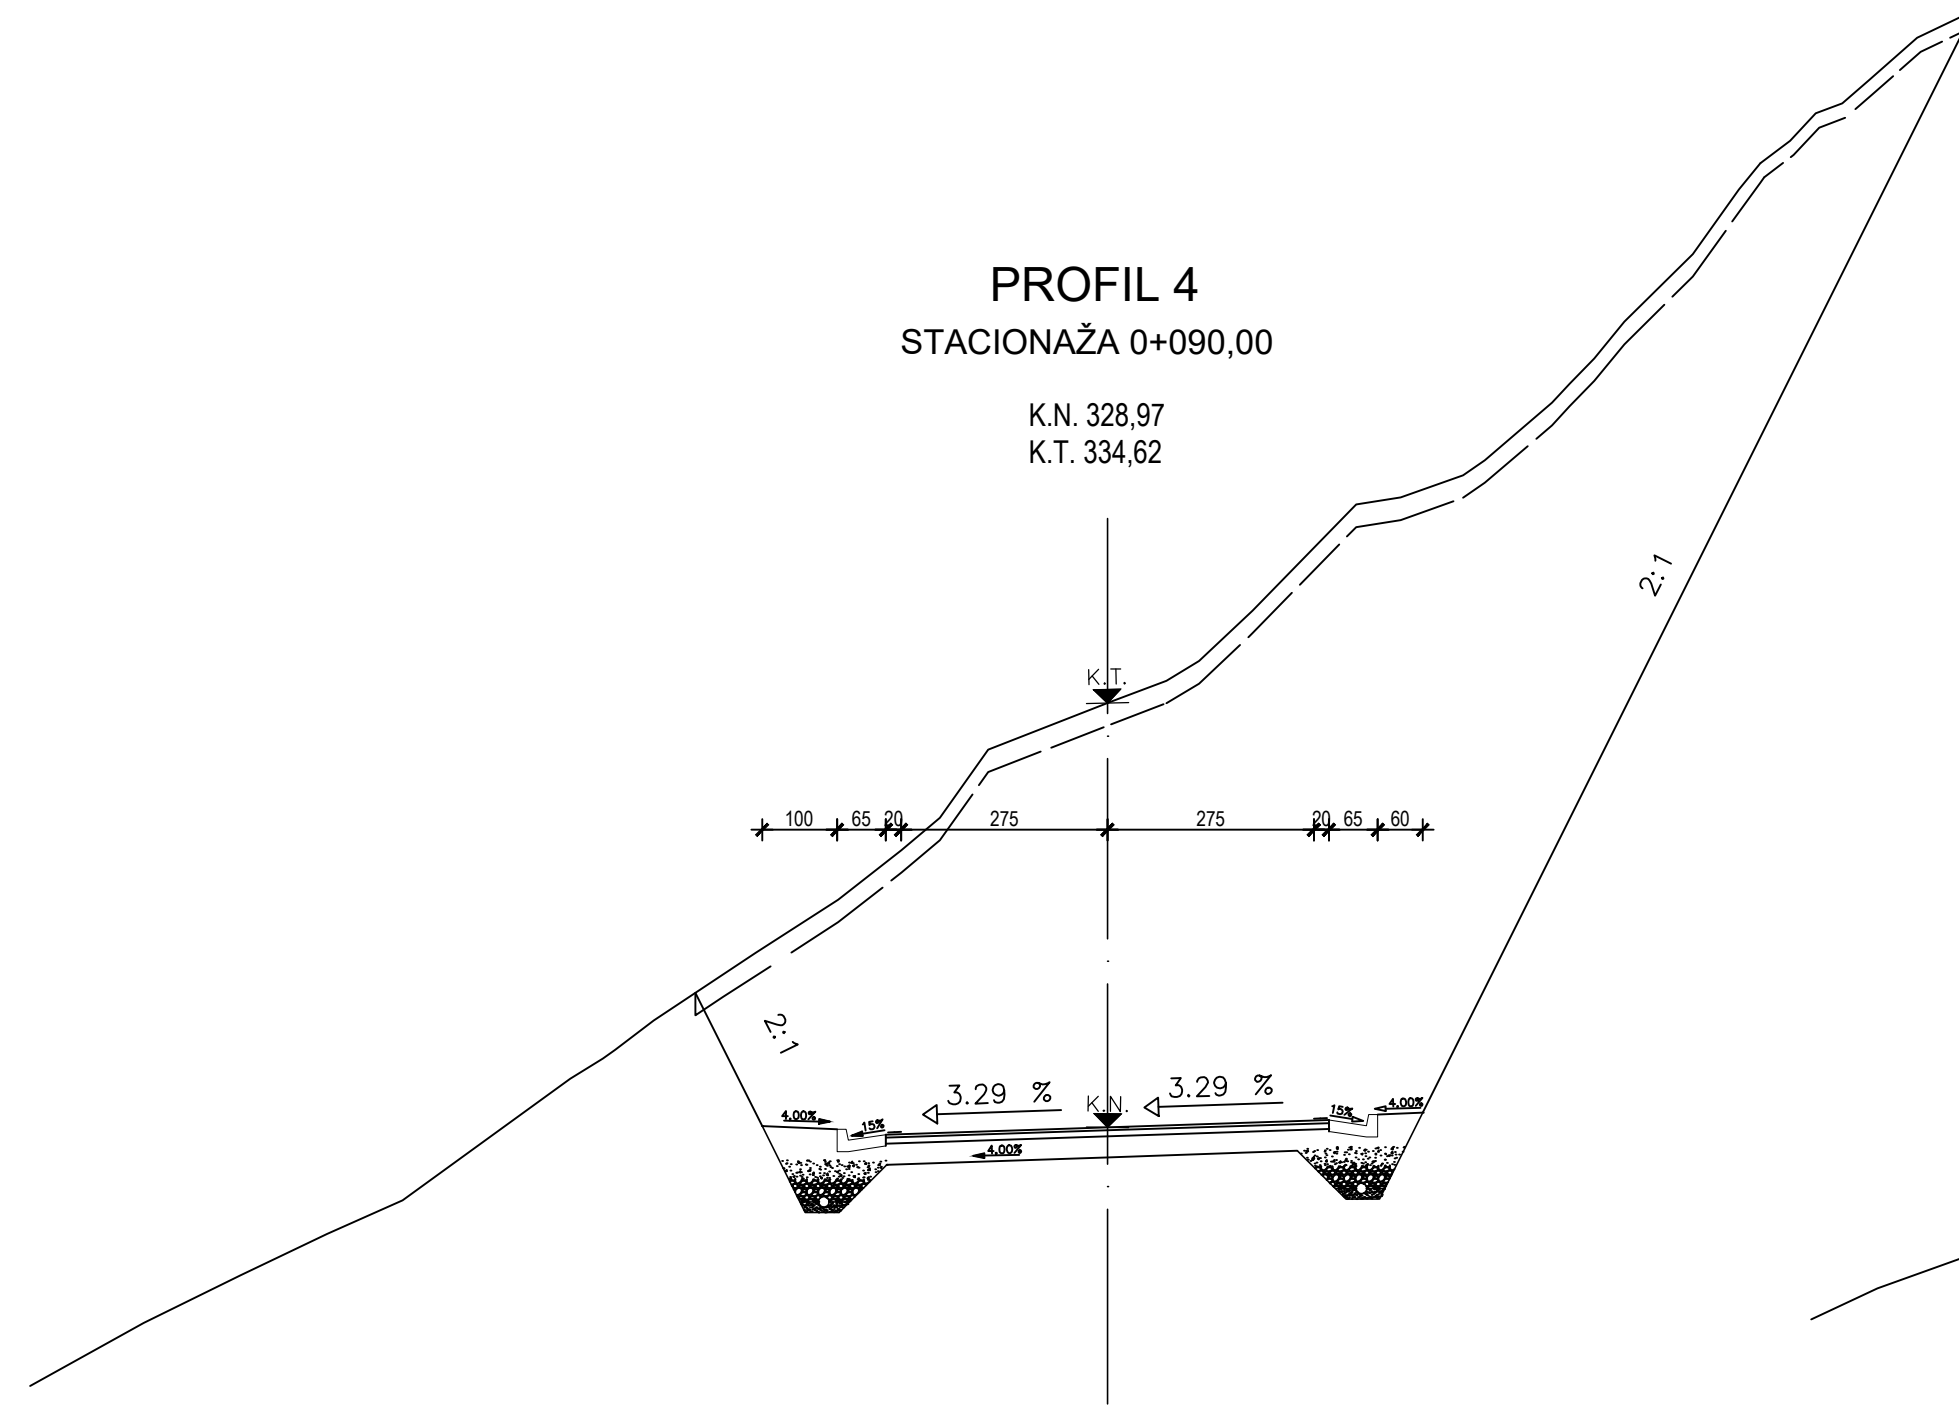 PROFIL 4
STACIONAŽA 0+090,00
K.N. 328,97
K.T. 334,62
2:1
K.T.
100 65 20 275 275 20 65 60
2:1
3.29 % 3.29 %
K.N.
4.00% 15% 15% 4.00%
4.00%